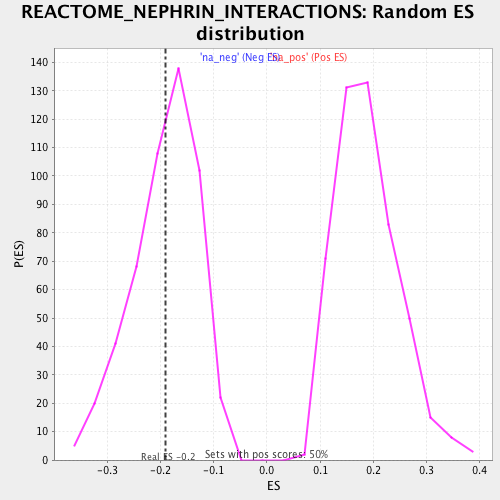 REACTOME_NEPHRIN_INTERACTIONS: Random ES
distribution
'na_neg' (Neg ES)
'na_pos' (Pos ES)
140
130
120
110
100
90
80
70
60
50
40
30
20
10
0
P(ES)
Real ES -0.2
Sets with pos scores: 50%
-0.3
-0.2
-0.1
0.0
0.1
0.2
0.3
0.4
ES